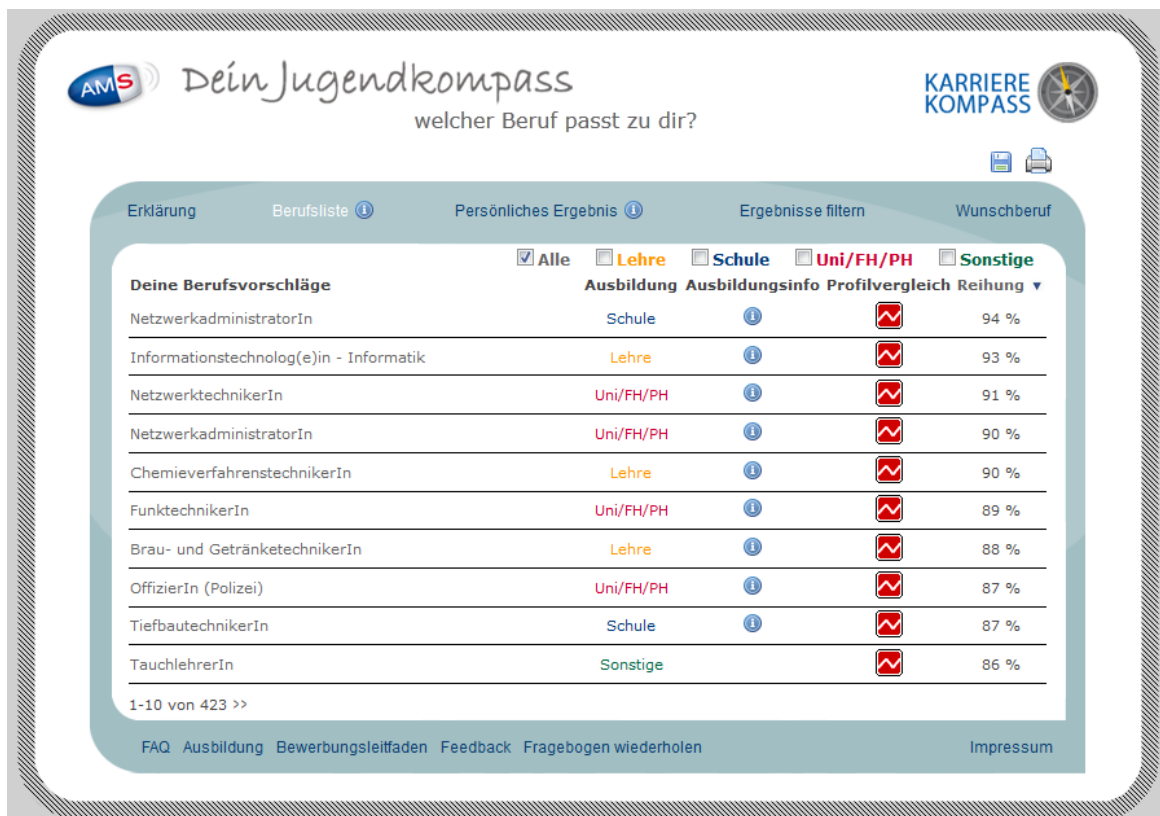 AMS Dein Jugendkompass
KARRIERE
KOMPASS
welcher Beruf passt zu dir?
Erklärung Berufsliste Persönliches Ergebnis Ergebnisse filtern Wunschberuf
Alle Lehre Schule Uni/FH/PH Sonstige
Deine Berufsvorschläge Ausbildung Ausbildungsinfo Profilvergleich Reihung
NetzwerkadministratorIn Schule 94 %
Informationstechnolog(e)in - Informatik Lehre 93 %
NetzwerktechnikerIn Uni/FH/PH 91 %
NetzwerkadministratorIn Uni/FH/PH 90 %
ChemieverfahrenstechnikerIn Lehre 90 %
FunktechnikerIn Uni/FH/PH 89 %
Brau- und GetränketechnikerIn Lehre 88 %
OffizierIn (Polizei) Uni/FH/PH 87 %
TiefbautechnikerIn Schule 87 %
TauchlehrerIn Sonstige 86 %
1-10 von 423 >>
FAQ Ausbildung Bewerbungsleitfaden Feedback Fragebogen wiederholen Impressum